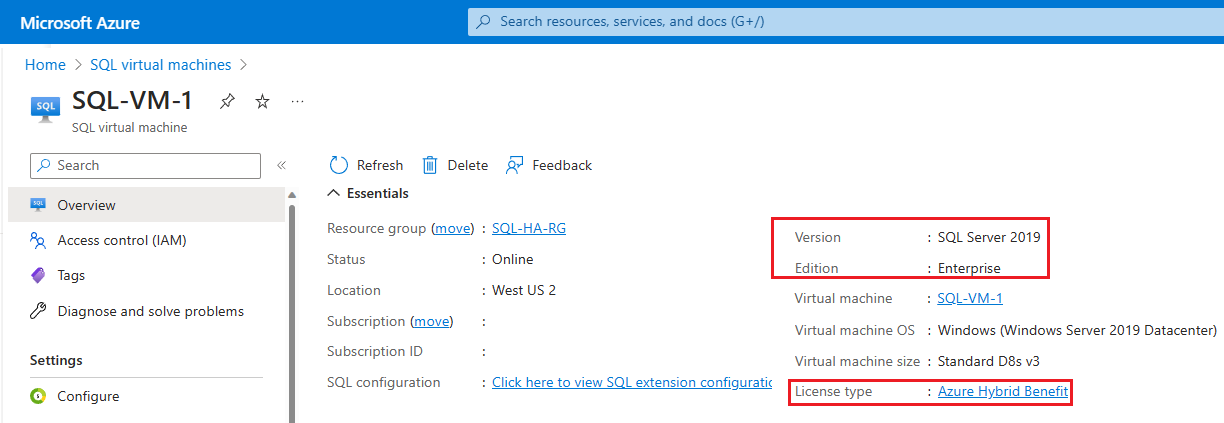 Microsoft Azure
Search resources, services, and docs (G+/)
Home > SQL virtual machines >
SQL
SQL-VM-1
SQL virtual machine
Search
Refresh Delete Feedback
Essentials
SQL Overview
Access control (IAM)
Tags
Diagnose and solve problems
Settings
Configure
Resource group (move) : SQL-HA-RG
Status : Online
Location : West US 2
Subscription (move) :
Subscription ID :
SQL configuration : Click here to view SQL extension configuratic
Version : SQL Server 2019
Edition : Enterprise
Virtual machine : SQL-VM-1
Virtual machine OS : Windows (Windows Server 2019 Datacenter)
Virtual machine size : Standard D8s v3
License type : Azure Hybrid Benefit